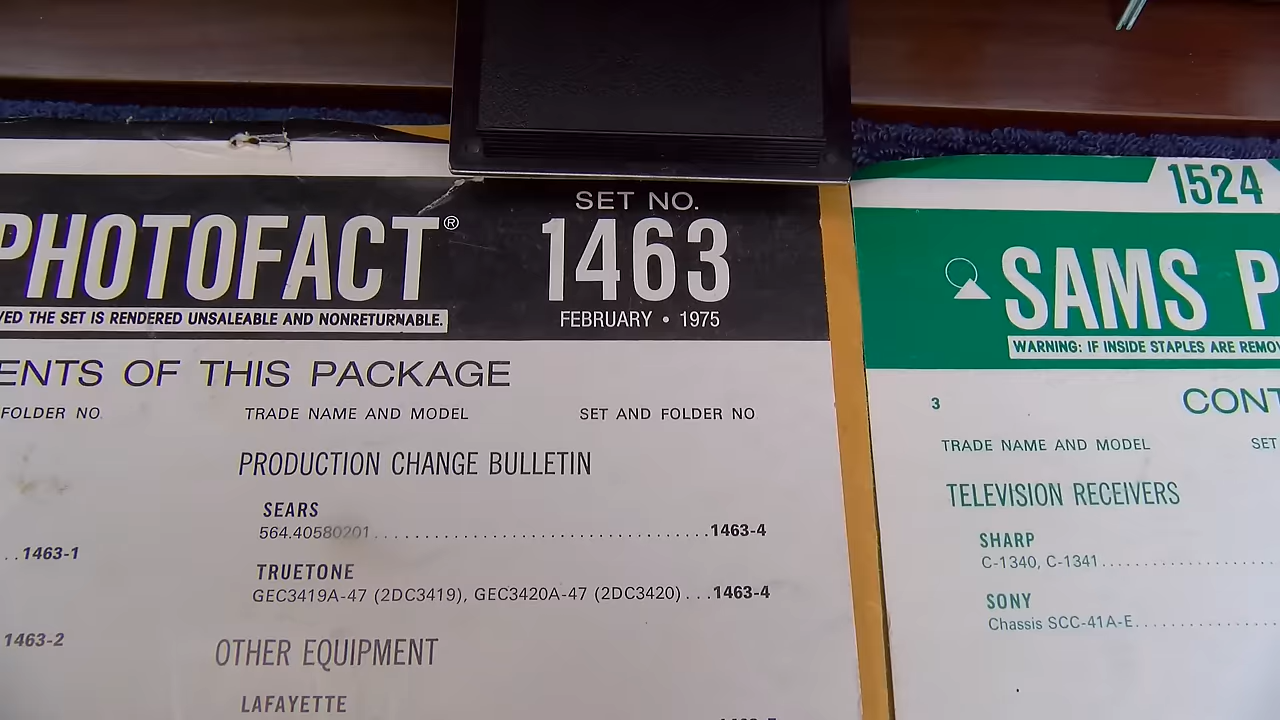 PHOTOFACT®
SET NO.
1463
FEBRUARY • 1975
VED THE SET IS RENDERED UNSALEABLE AND NONRETURNABLE.
ENTS OF THIS PACKAGE
FOLDER NO.
TRADE NAME AND MODEL
SET AND FOLDER NO
PRODUCTION CHANGE BULLETIN
SEARS
564.40580201..............................1463-4
..1463-1
TRUETONE
GEC3419A-47 (2DC3419), GEC3420A-47 (2DC3420)...1463-4
1463-2
OTHER EQUIPMENT
LAFAYETTE
1524
SAMS P
WARNING: IF INSIDE STAPLES ARE REMOV
3
CONT
TRADE NAME AND MODEL
SET
TELEVISION RECEIVERS
SHARP
C-1340, C-1341..................
SONY
Chassis SCC-41A-E..............